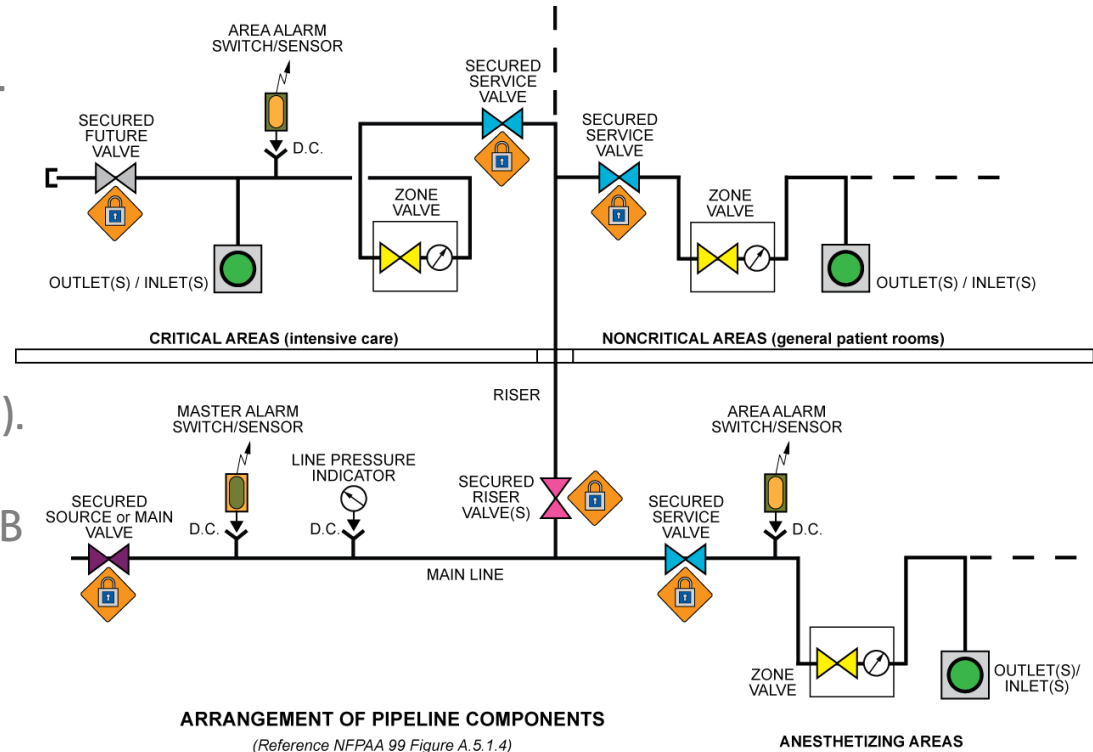 AREA ALARM
SWITCH/SENSOR
SECURED
SERVICE
VALVE
SECURED
FUTURE
VALVE
D.C.
SECURED
SERVICE
VALVE
ZONE
VALVE
ZONE
VALVE
OUTLET(S) / INLET(S)
OUTLET(S) / INLET(S)
CRITICAL AREAS (intensive care)
NONCRITICAL AREAS (general patient rooms)
RISER
).
MASTER ALARM
SWITCH/SENSOR
AREA ALARM
SWITCH/SENSOR
LINE PRESSURE
INDICATOR
SECURED
RISER
VALVE(S)
SECURED
SOURCE or MAIN
VALVE
B
D.C.
D.C.
SECURED
SERVICE
VALVE
D.C.
MAIN LINE
ZONE
VALVE
OUTLET(S)/
INLET(S)
ARRANGEMENT OF PIPELINE COMPONENTS
(Reference NFPAA 99 Figure A.5.1.4)
ANESTHETIZING AREAS